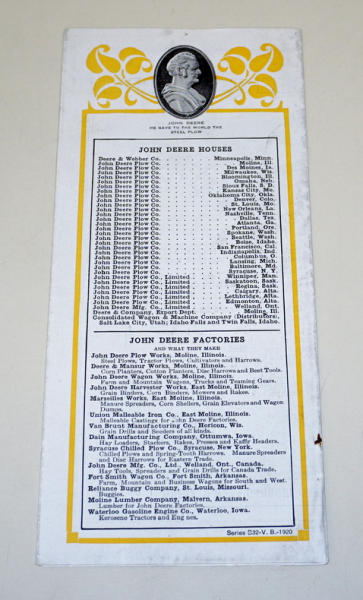 JOHN DEERE
HE GAVE TO THE WORLD THE
STEEL PLOW
JOHN DEERE HOUSES
Deere & Webber Co. Minneapolis, Minn.
John Deere Plow Co. Moline, Ill.
John Deere Plow Co. Des Moines, Ia.
John Deere Plow Co. Milwaukee, Wis.
John Deere Plow Co. Bloomington, Ill.
John Deere Plow Co. Omaha, Neb.
John Deere Plow Co. Sioux Falls, S. D.
John Deere Plow Co. Kansas City, Mo.
John Deere Plow Co. Oklahoma City, Okla.
John Deere Plow Co. Denver, Colo.
John Deere Plow Co. St. Louis, Mo.
John Deere Plow Co. New Orleans, La.
John Deere Plow Co. Nashville, Tenn.
John Deere Plow Co. Dallas, Tex.
John Deere Plow Co. Atlanta, Ga.
John Deere Plow Co. Portland, Ore.
John Deere Plow Co. Spokane, Wash.
John Deere Plow Co. Seattle, Wash.
John Deere Plow Co. Boise, Idaho
John Deere Plow Co. San Francisco, Cal.
John Deere Plow Co. Indianapolis, Ind.
John Deere Plow Co. Columbus, O.
John Deere Plow Co. Lansing, Mich.
John Deere Plow Co. Baltimore, Md.
John Deere Plow Co. Syracuse, N. Y.
John Deere Plow Co., Limited Winnipeg, Man.
John Deere Plow Co., Limited Saskatoon, Sask.
John Deere Plow Co., Limited Regina, Sask.
John Deere Plow Co., Limited Calgary, Alta.
John Deere Plow Co., Limited Lethbridge, Alta.
John Deere Plow Co., Limited Edmonton, Alta.
John Deere Mfg. Co., Limited Welland, Ont.
Deere & Company, Export Dept. Moline, Ill.
Consolidated Wagon & Machine Company (Distributors),
Salt Lake City, Utah; Idaho Falls and Twin Falls, Idaho.
JOHN DEERE FACTORIES
AND WHAT THEY MAKE
John Deere Plow Works, Moline, Illinois.
Steel Plows, Tractor Plows, Cultivators and Harrows.
Deere & Mansur Works, Moline, Illinois.
Corn Planters, Cotton Planters, Disc Harrows and Beet Tools.
John Deere Wagon Works, Moline, Illinois.
Farm and Mountain Wagons, Trucks and Teaming Gears.
John Deere Harvester Works, East Moline, Illinois.
Grain Binders, Corn Binders, Mowers and Rakes.
Marseilles Works, East Moline, Illinois.
Manure Spreaders, Corn Shellers, Grain Elevators and Wagon
Dumps.
Union Malleable Iron Co., East Moline, Illinois.
Malleable Castings for John Deere Factories.
Van Brunt Manufacturing Co., Horicon, Wis.
Grain Drills and Seeders of all kinds.
Dain Manufacturing Company, Ottumwa, Iowa.
Hay Loaders, Stackers, Rakes, Presses and Kaffir Headers.
Syracuse Chilled Plow Co., Syracuse, New York.
Chilled Plows and Spring-Tooth Harrows. Manure Spreaders
and Disc Harrows for Eastern Trade.
John Deere Mfg. Co., Ltd., Welland, Ont., Canada.
Hay Tools, Spreaders and Grain Drills for Canada Trade.
Fort Smith Wagon Co., Fort Smith, Arkansas.
Farm, Mountain and Business Wagons for South and West.
Reliance Buggy Company, St. Louis, Missouri.
Buggies.
Moline Lumber Company, Malvern, Arkansas.
Lumber for John Deere Factories.
Waterloo Gasoline Engine Co., Waterloo, Iowa.
Kerosene Tractors and Engines.
Series B32-V. B.-1920